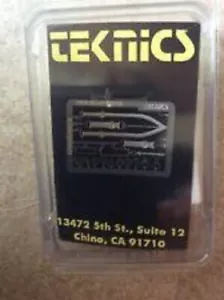 TEKNICS
13472 5th St., Suite 12
Chino, CA 91710